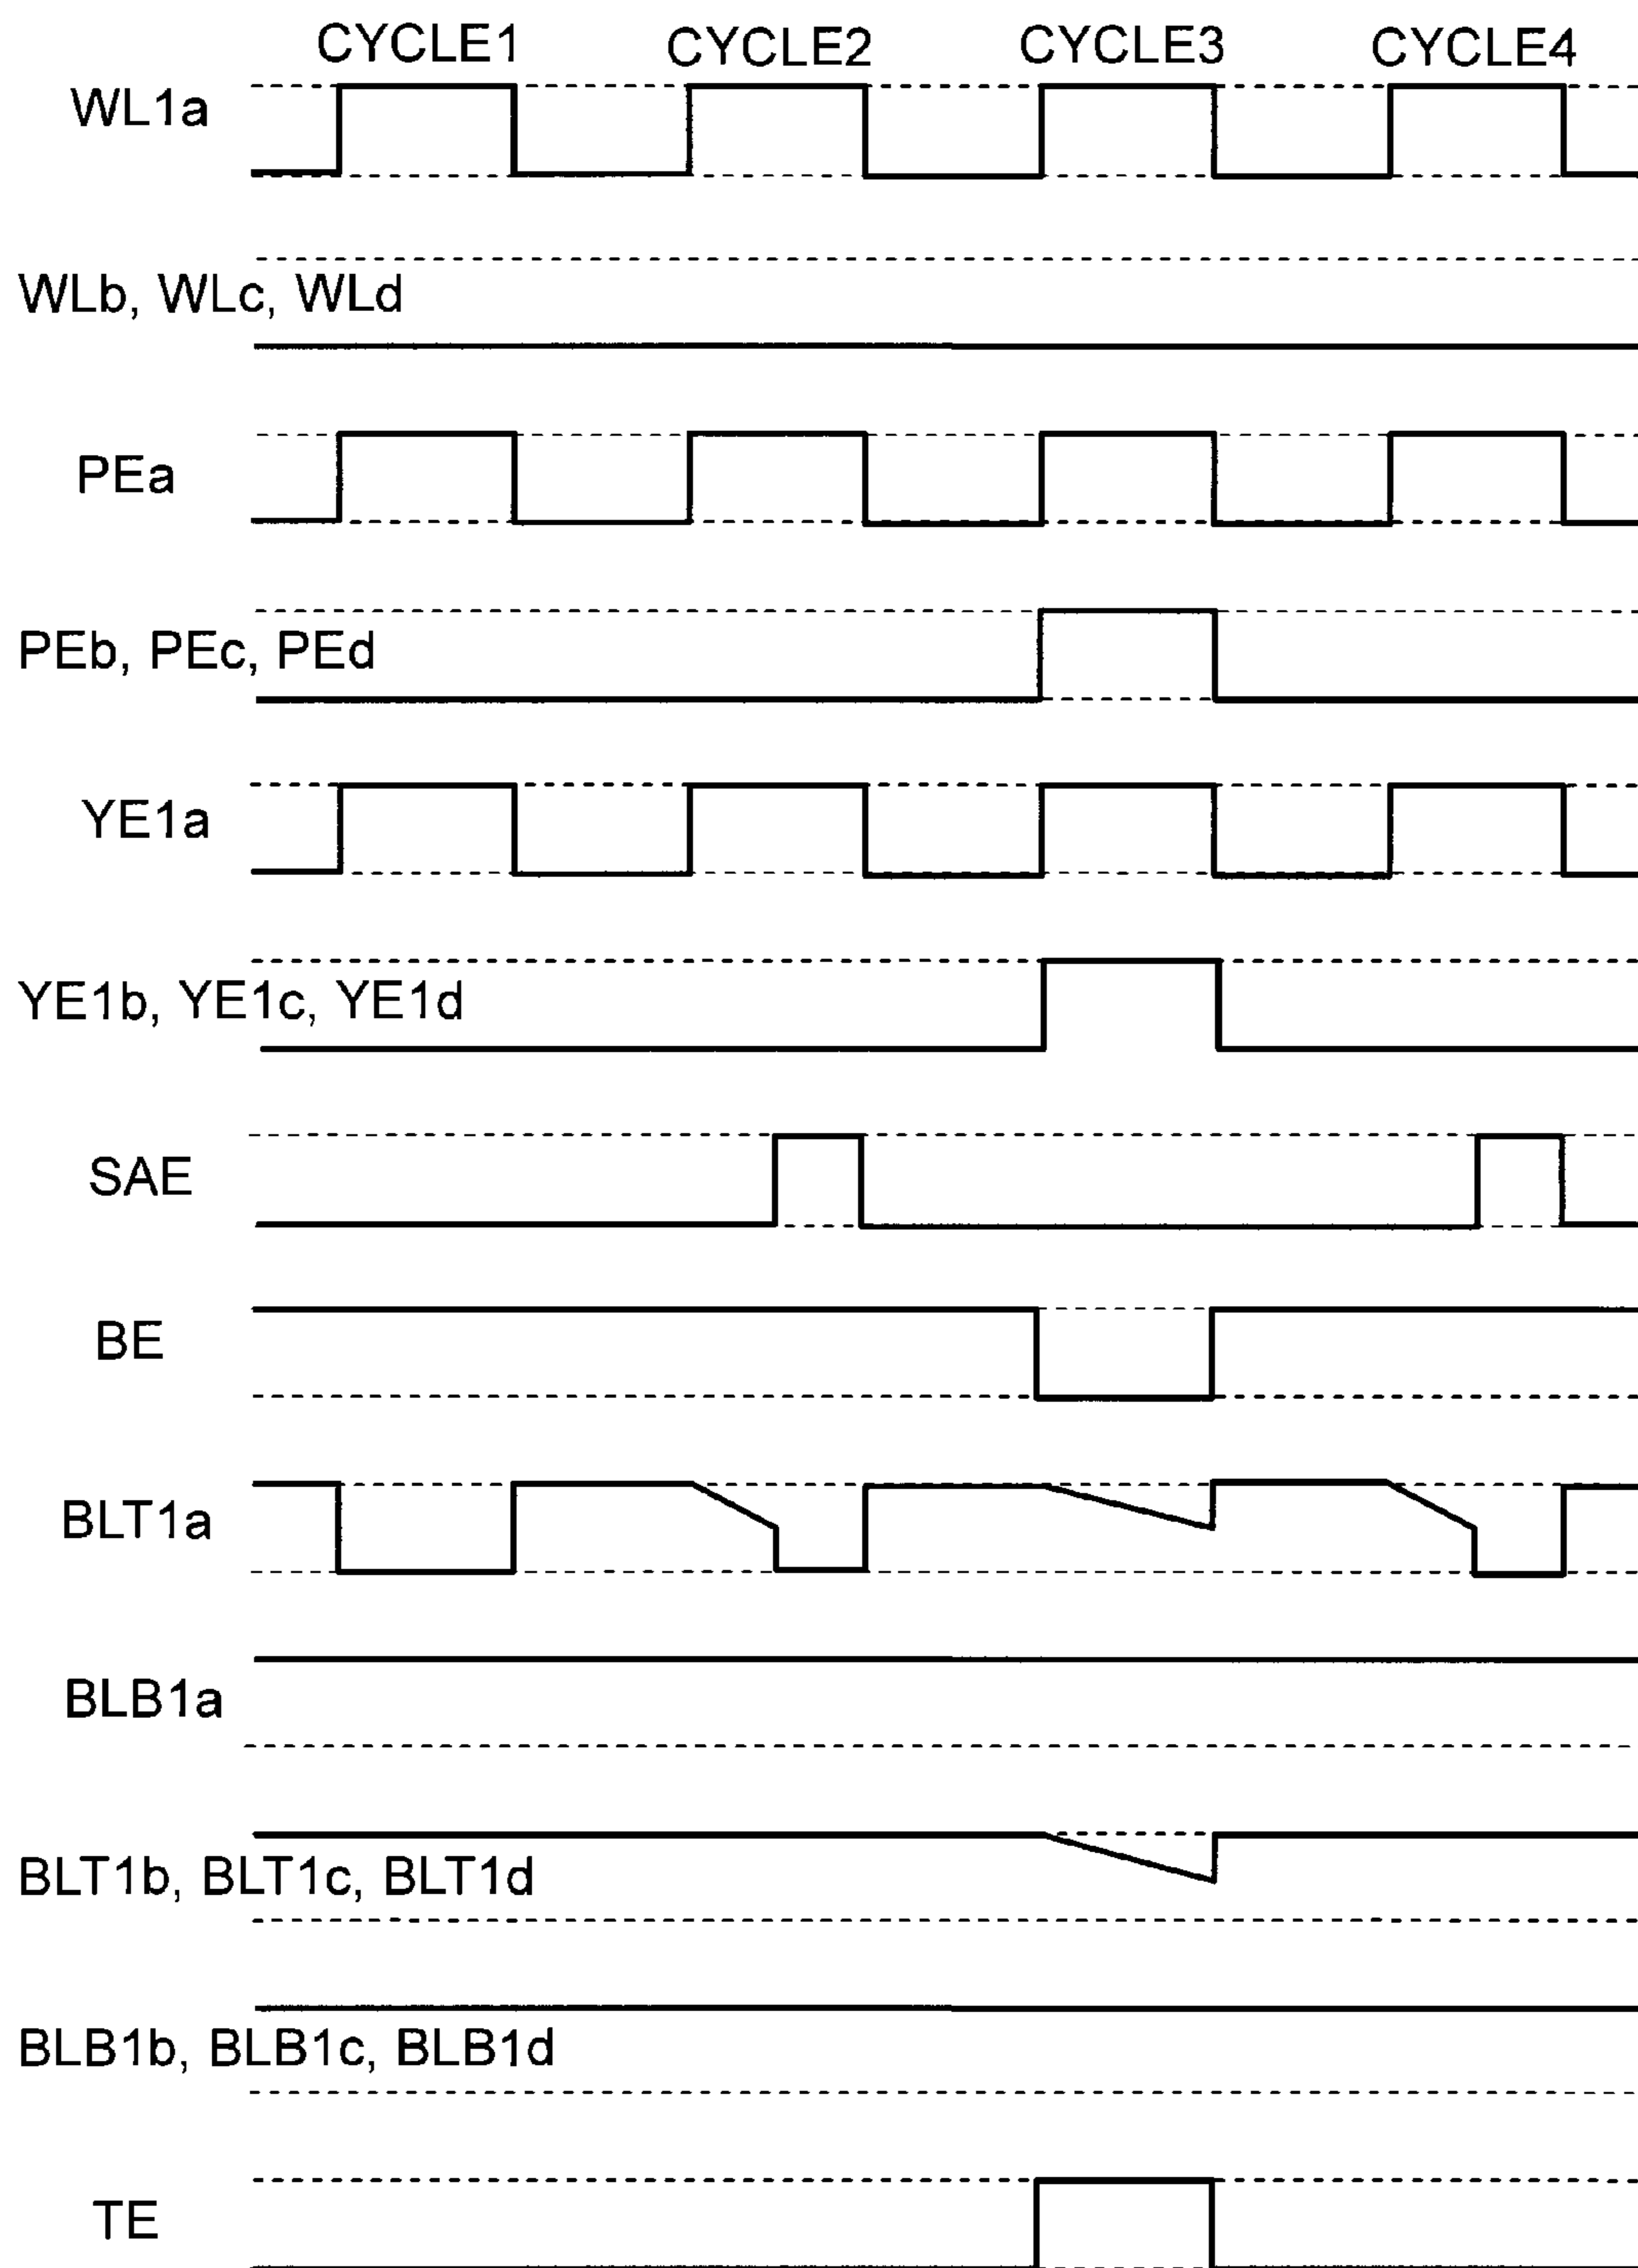 CYCLE1 CYCLE2 CYCLE3 CYCLE4
WL1a
WLb, WLc, WLd
PEa
PEb, PEc, PEd
YE1a
YE1b, YE1c, YE1d
SAE
BE
BLT1a
BLB1a
BLT1b, BLT1c, BLT1d
BLB1b, BLB1c, BLB1d
TE